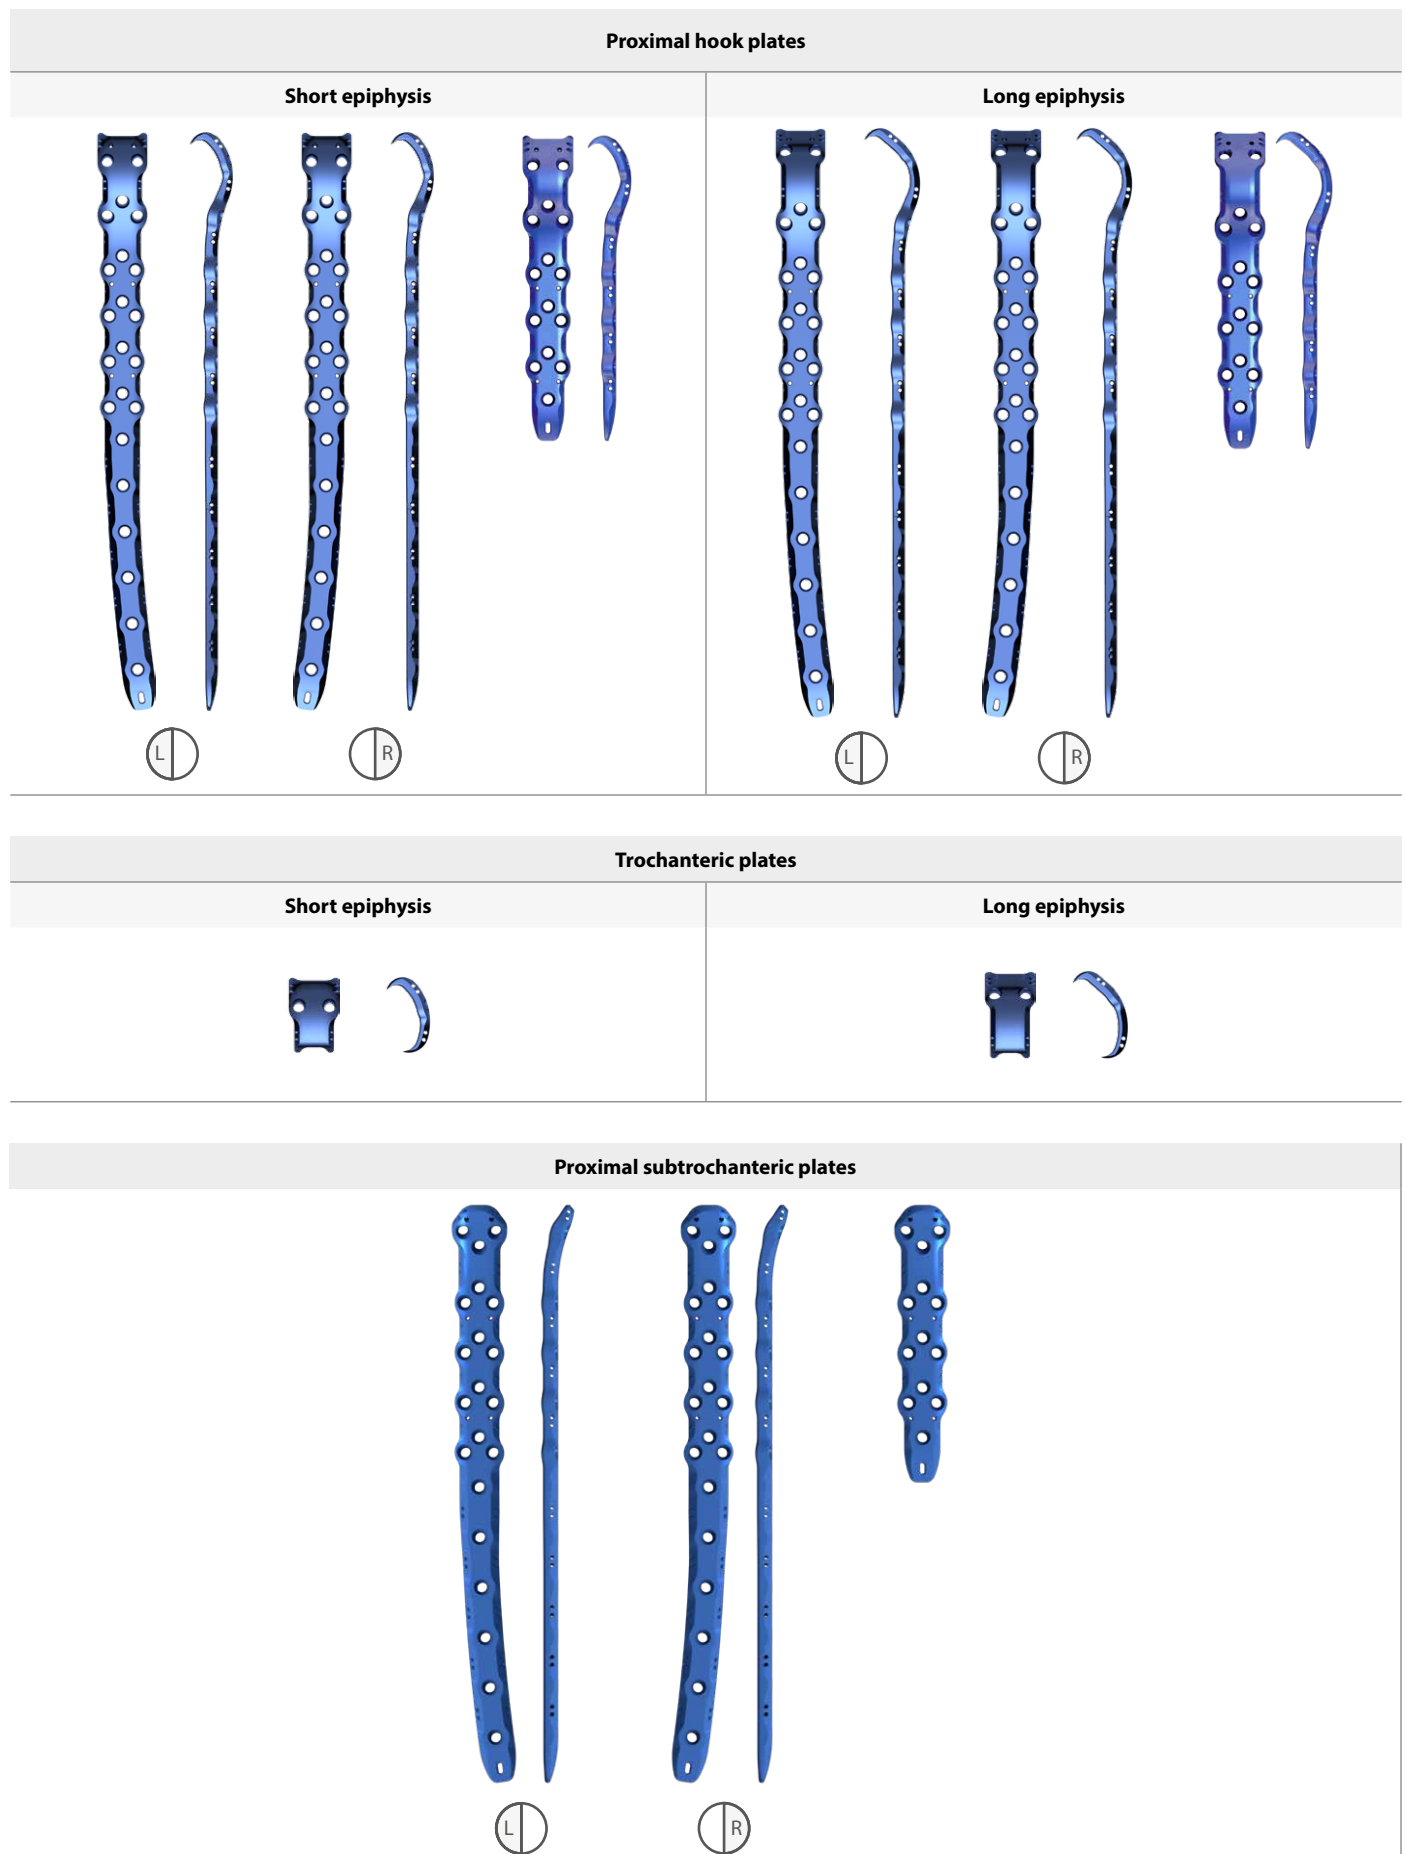 Proximal hook plates
Short epiphysis
Long epiphysis
L
R
L
R
Trochanteric plates
Short epiphysis
Long epiphysis
Proximal subtrochanteric plates
L
R